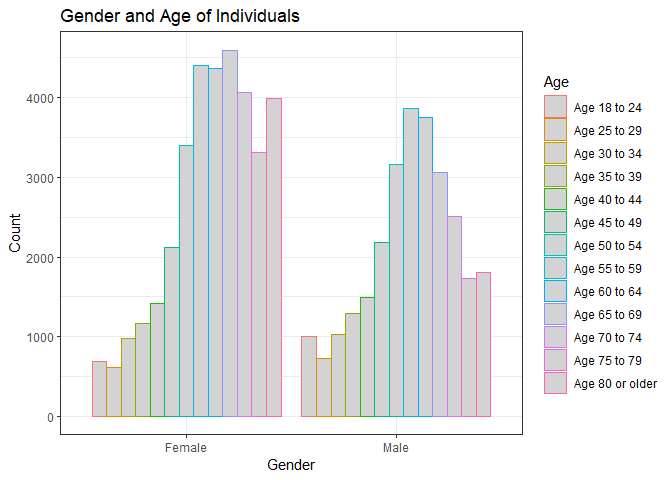 Gender and Age of Individuals
Count
4000
3000
2000
1000
0
Female
Male
Gender
Age
Age 18 to 24
Age 25 to 29
Age 30 to 34
Age 35 to 39
Age 40 to 44
Age 45 to 49
Age 50 to 54
Age 55 to 59
Age 60 to 64
Age 65 to 69
Age 70 to 74
Age 75 to 79
Age 80 or older